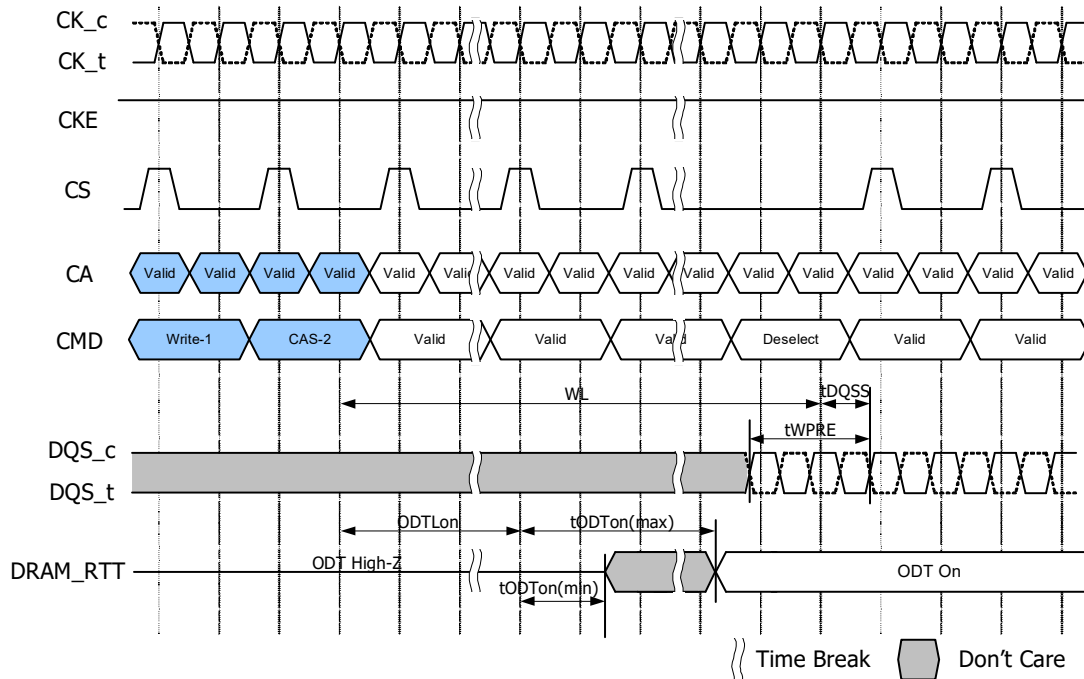 CK_c
CK_t
CKE
CS
CA Valid Valid Valid Valid Valid Valid Valid Valid Valid Valid Valid Valid Valid Valid Valid Valid
CMD Write-1 CAS-2 Valid Valid Valid Deselect Valid Valid
WL tDQSS
tWPRE
DQS_c
DQS_t
ODTLon tODTon(max)
DRAM_RTT ODT High-Z ODT On
tODTon(min)
Time Break Don't Care